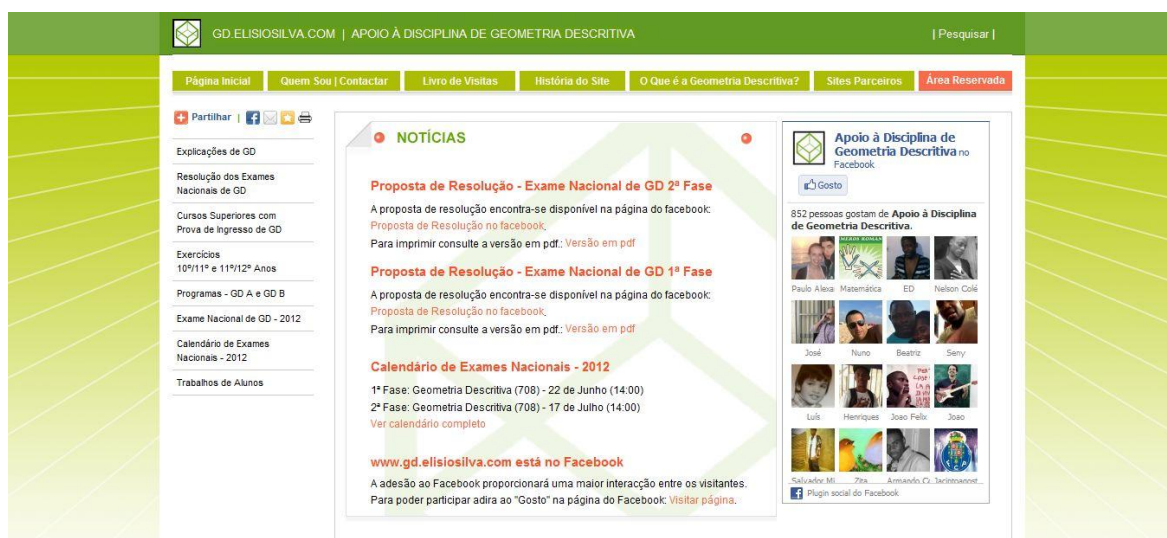 GD.ELISIOSILVA.COM | APOIO À DISCIPLINA DE GEOMETRIA DESCRITIVA
| Pesquisar |
Página Inicial
Quem Sou | Contactar
Livro de Visitas
História do Site
O Que é a Geometria Descritiva?
Sites Parceiros
Área Reservada
Partilhar |
Explicações de GD
Resolução dos Exames
Nacionais de GD
Cursos Superiores com
Prova de Ingresso de GD
Exercícios
10º/11º e 11º/12º Anos
Programas - GD A e GD B
Exame Nacional de GD - 2012
Calendário de Exames
Nacionais - 2012
Trabalhos de Alunos
NOTÍCIAS
Proposta de Resolução - Exame Nacional de GD 2ª Fase
A proposta de resolução encontra-se disponível na página do facebook:
Proposta de Resolução no facebook.
Para imprimir consulte a versão em pdf.: Versão em pdf
Proposta de Resolução - Exame Nacional de GD 1ª Fase
A proposta de resolução encontra-se disponível na página do facebook:
Proposta de Resolução no facebook.
Para imprimir consulte a versão em pdf.: Versão em pdf
Calendário de Exames Nacionais - 2012
1ª Fase: Geometria Descritiva (708) - 22 de Junho (14:00)
2ª Fase: Geometria Descritiva (708) - 17 de Julho (14:00)
Ver calendário completo
www.gd.elisiosilva.com está no Facebook
A adesão ao Facebook proporcionará uma maior interacção entre os visitantes.
Para poder participar adira ao "Gosto" na página do Facebook: Visitar página.
Apoio à Disciplina de
Geometria Descritiva no
Facebook
Gosto
852 pessoas gostam de Apoio à Disciplina
de Geometria Descritiva.
Paulo Alexa Matemática ED Nelson Colé
José Nuno Beatriz Seny
Luís Henriques Joao Felix Joao
Salvador Mi Zita Armando
Plugin social do Facebook